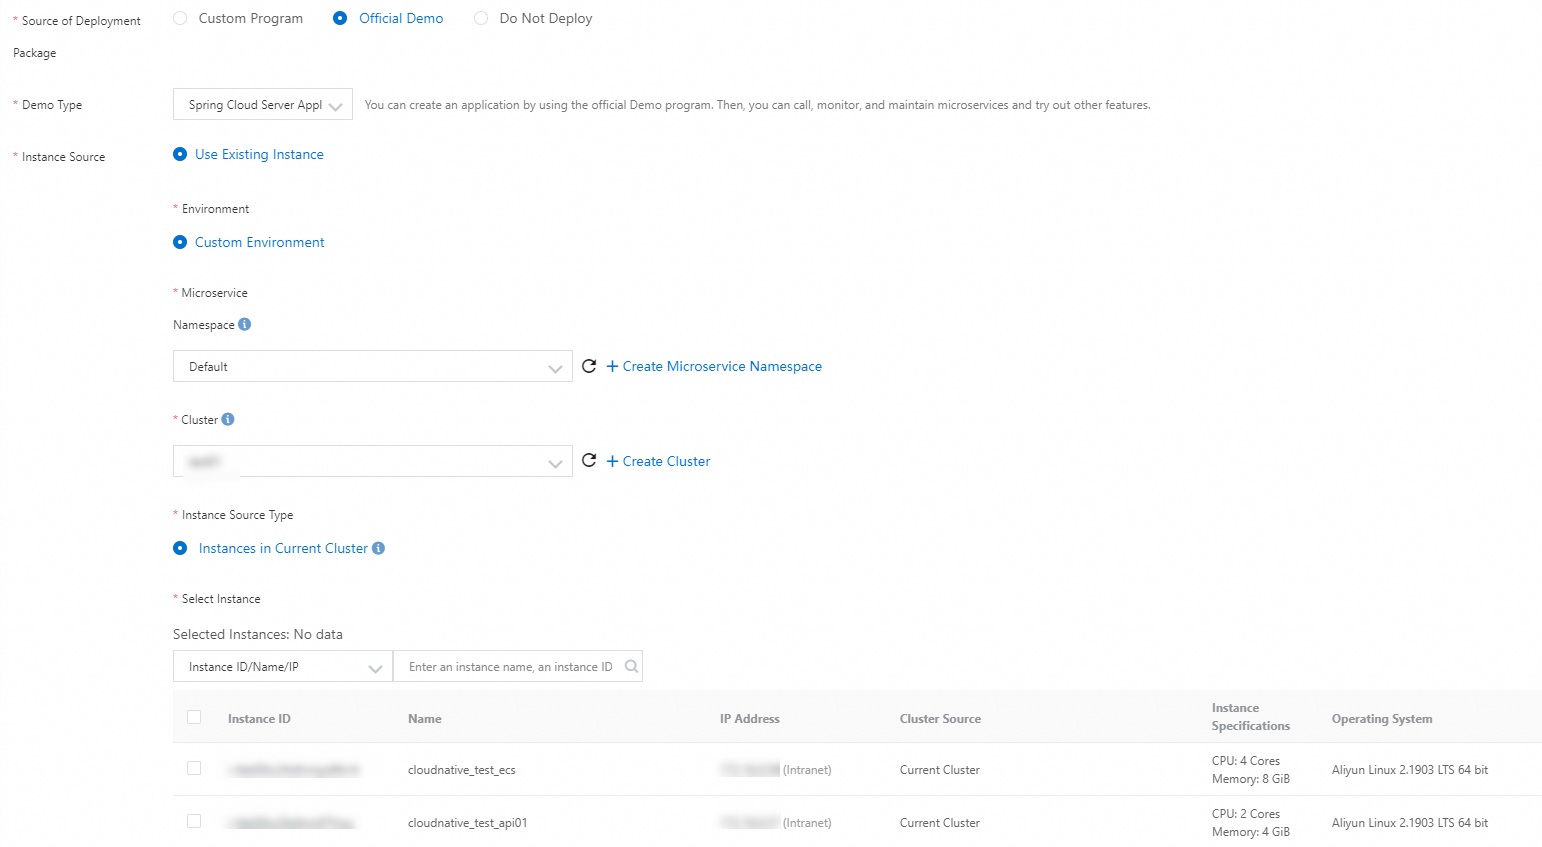 * Source of Deployment Package
Custom Program
Official Demo
Do Not Deploy
* Demo Type
Spring Cloud Server Appl
You can create an application by using the official Demo program. Then, you can call, monitor, and maintain microservices and try out other features.
* Instance Source
Use Existing Instance
* Environment
Custom Environment
* Microservice
Namespace
Default
+ Create Microservice Namespace
* Cluster
+ Create Cluster
* Instance Source Type
Instances in Current Cluster
* Select Instance
Selected Instances: No data
Instance ID/Name/IP
Enter an instance name, an instance ID
Instance ID
Name
IP Address
Cluster Source
Instance Specifications
Operating System
cloudnative_test_ecs
(Intranet)
Current Cluster
CPU: 4 Cores
Memory: 8 GiB
Aliyun Linux 2.1903 LTS 64 bit
cloudnative_test_api01
(Intranet)
Current Cluster
CPU: 2 Cores
Memory: 4 GiB
Aliyun Linux 2.1903 LTS 64 bit